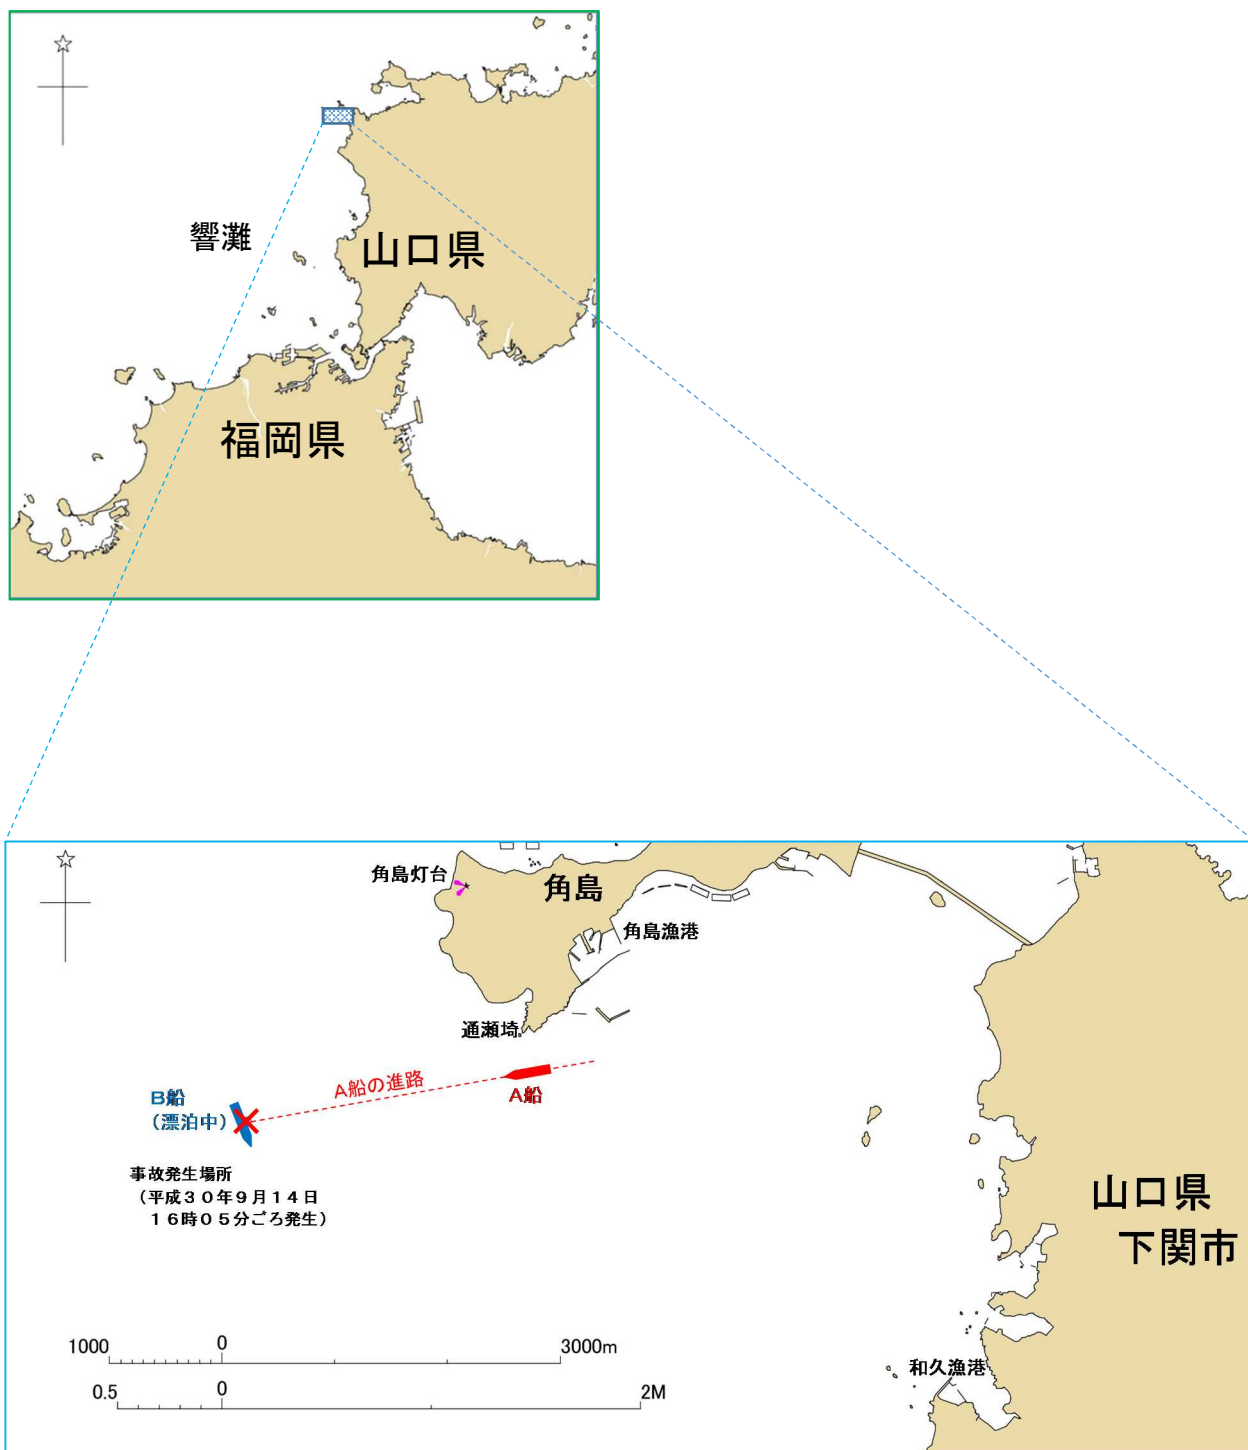 響灘
山口県
福岡県
角島灯台
角島
角島漁港
通瀬埼
A船の進路
A船
B船
（漂泊中）
事故発生場所
（平成３０年９月１４日
１６時０５分ごろ発生）
山口県
下関市
和久漁港
1000 0 3000m
0.5 0 2M